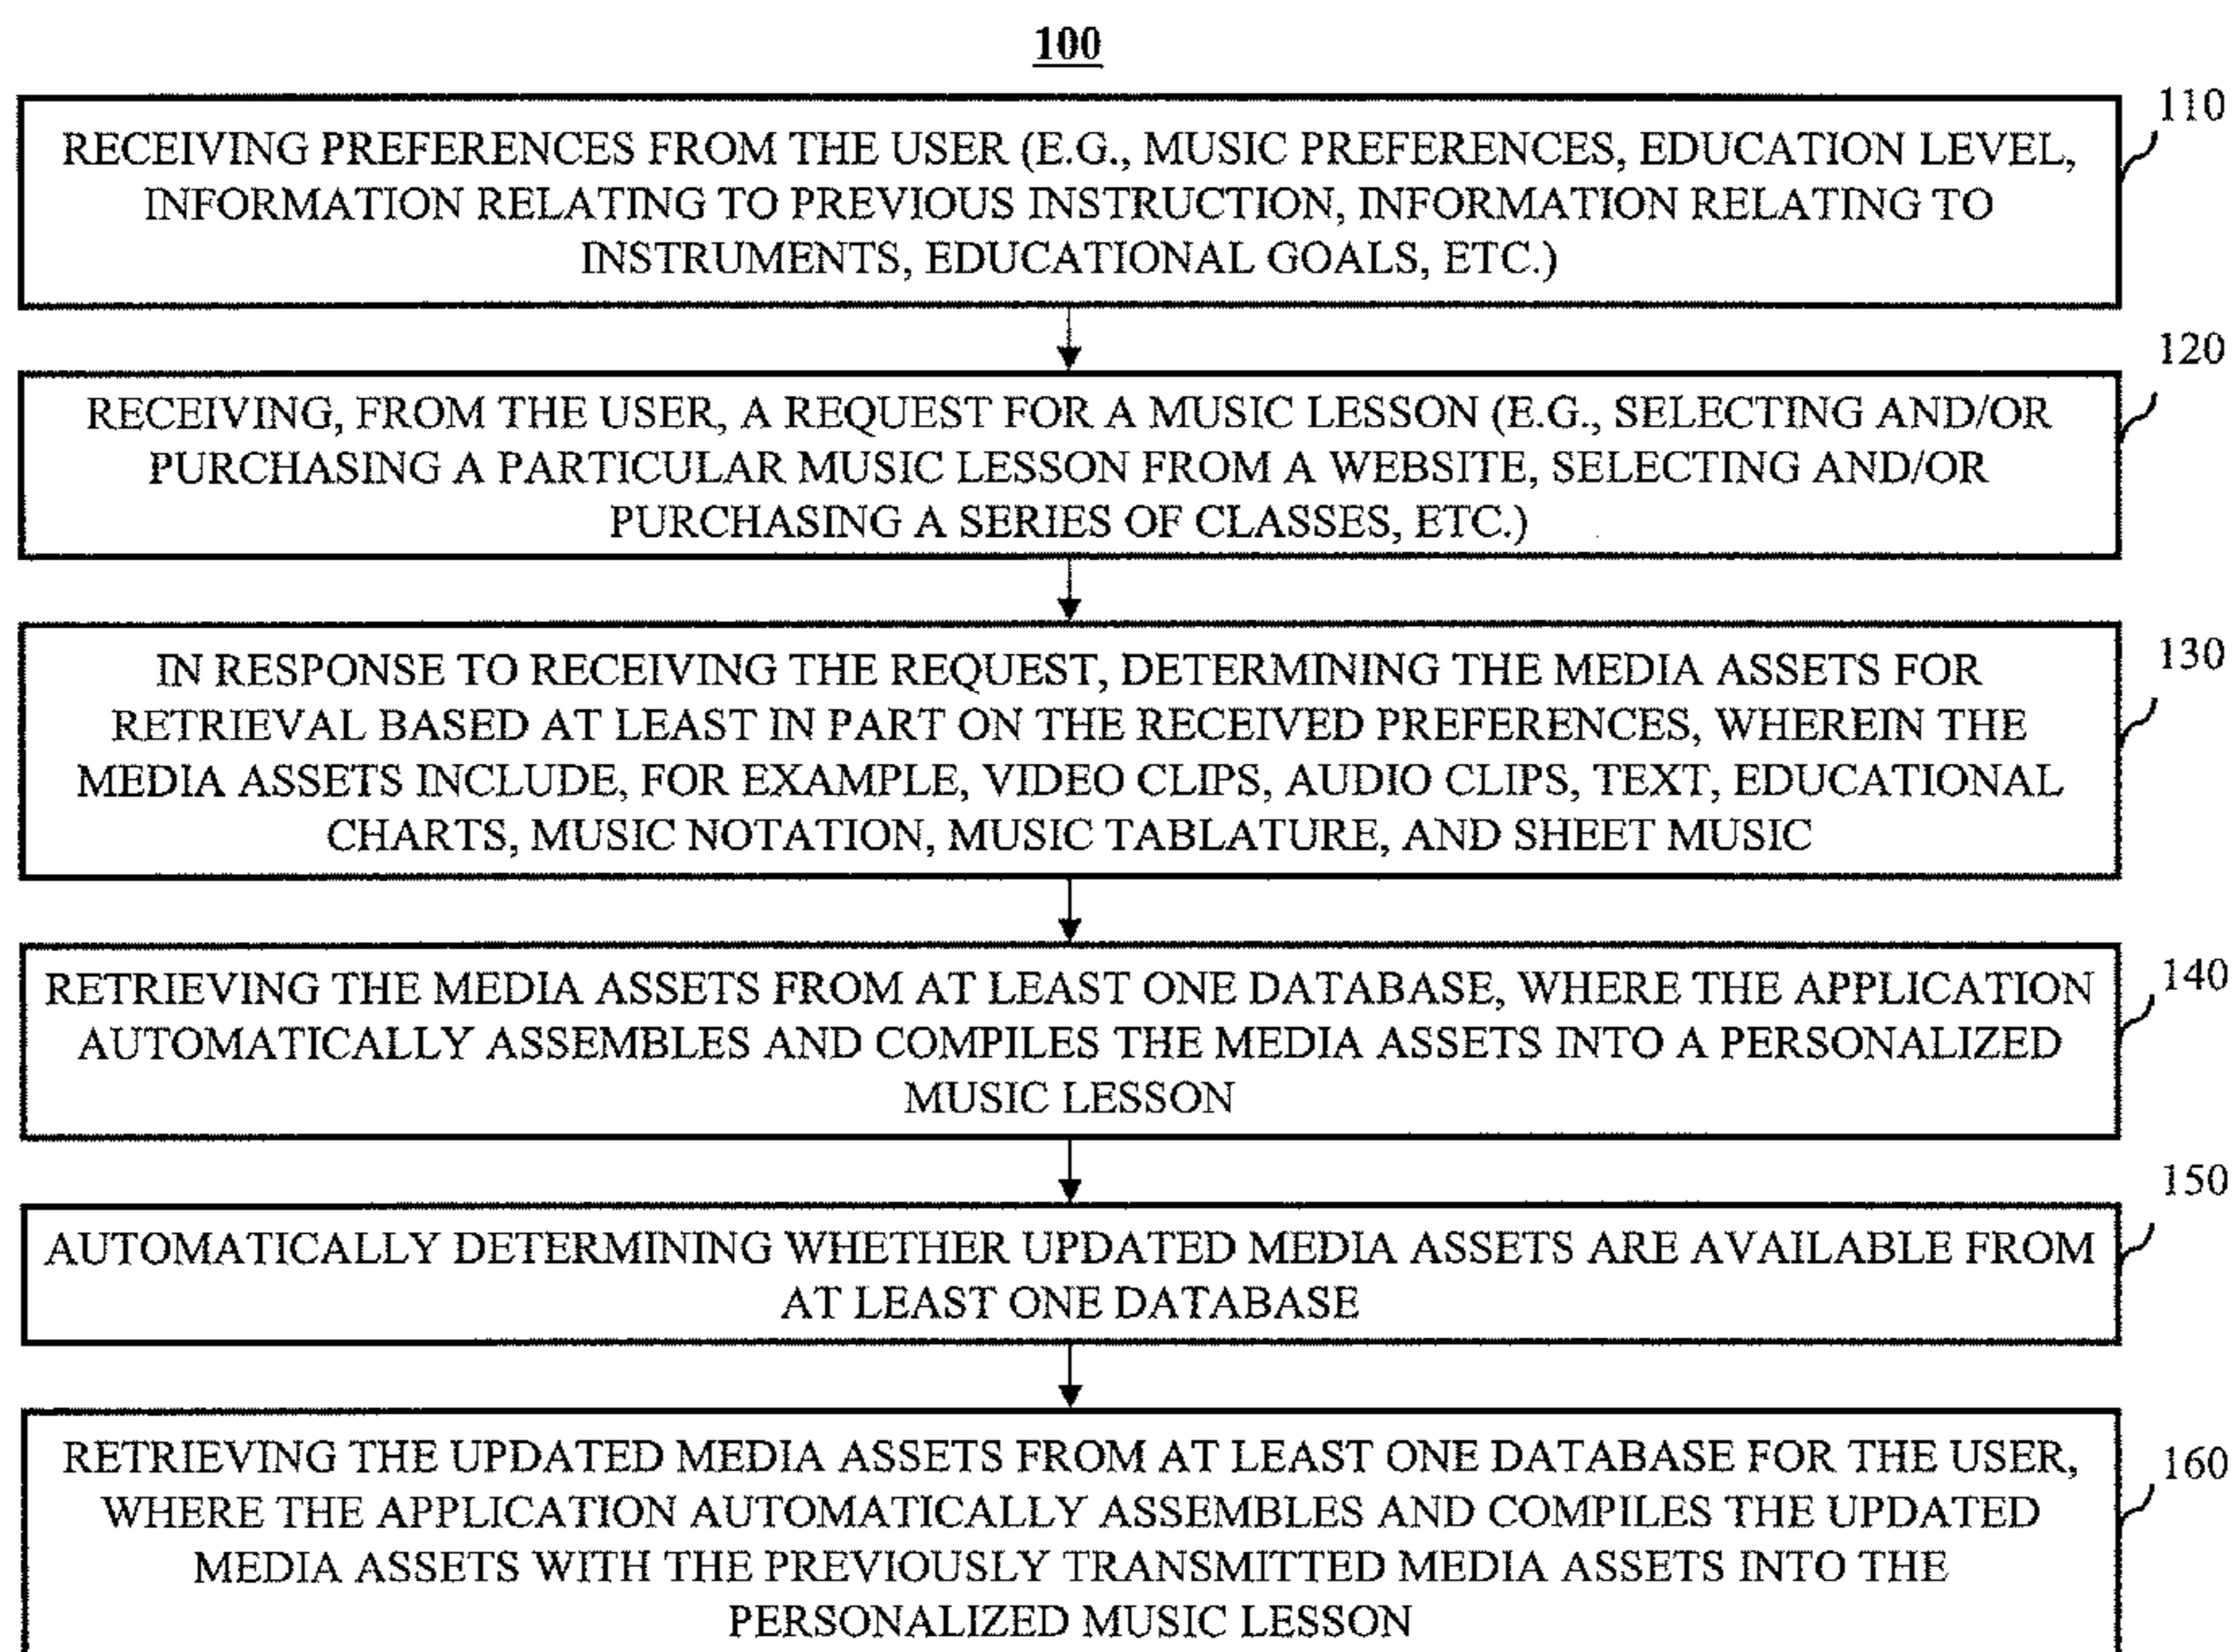 100
110
RECEIVING PREFERENCES FROM THE USER (E.G., MUSIC PREFERENCES, EDUCATION LEVEL,
INFORMATION RELATING TO PREVIOUS INSTRUCTION, INFORMATION RELATING TO
INSTRUMENTS, EDUCATIONAL GOALS, ETC.)
120
RECEIVING, FROM THE USER, A REQUEST FOR A MUSIC LESSON (E.G., SELECTING AND/OR
PURCHASING A PARTICULAR MUSIC LESSON FROM A WEBSITE, SELECTING AND/OR
PURCHASING A SERIES OF CLASSES, ETC.)
130
IN RESPONSE TO RECEIVING THE REQUEST, DETERMINING THE MEDIA ASSETS FOR
RETRIEVAL BASED AT LEAST IN PART ON THE RECEIVED PREFERENCES, WHEREIN THE
MEDIA ASSETS INCLUDE, FOR EXAMPLE, VIDEO CLIPS, AUDIO CLIPS, TEXT, EDUCATIONAL
CHARTS, MUSIC NOTATION, MUSIC TABLATURE, AND SHEET MUSIC
140
RETRIEVING THE MEDIA ASSETS FROM AT LEAST ONE DATABASE, WHERE THE APPLICATION
AUTOMATICALLY ASSEMBLES AND COMPILES THE MEDIA ASSETS INTO A PERSONALIZED
MUSIC LESSON
150
AUTOMATICALLY DETERMINING WHETHER UPDATED MEDIA ASSETS ARE AVAILABLE FROM
AT LEAST ONE DATABASE
160
RETRIEVING THE UPDATED MEDIA ASSETS FROM AT LEAST ONE DATABASE FOR THE USER,
WHERE THE APPLICATION AUTOMATICALLY ASSEMBLES AND COMPILES THE UPDATED
MEDIA ASSETS WITH THE PREVIOUSLY TRANSMITTED MEDIA ASSETS INTO THE
PERSONALIZED MUSIC LESSON